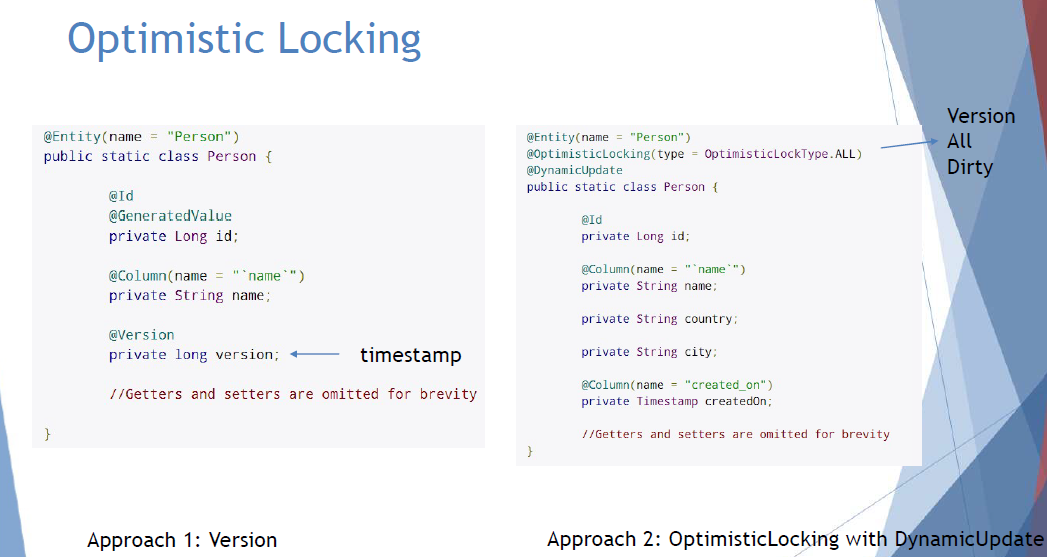 Optimistic Locking
@Entity(name = "Person")
public static class Person {
@Id
@GeneratedValue
private Long id;
@Column(name = "`name`")
private String name;
@Version
private long version;
timestamp
//Getters and setters are omitted for brevity
}
Approach 1: Version
@Entity(name = "Person")
@OptimisticLocking(type = OptimisticLockType.ALL)
@DynamicUpdate
public static class Person {
@Id
private Long id;
@Column(name = "`name`")
private String name;
private String country;
private String city;
@Column(name = "created_on")
private Timestamp createdOn;
//Getters and setters are omitted for brevity
}
Version
All
Dirty
Approach 2: OptimisticLocking with DynamicUpdate